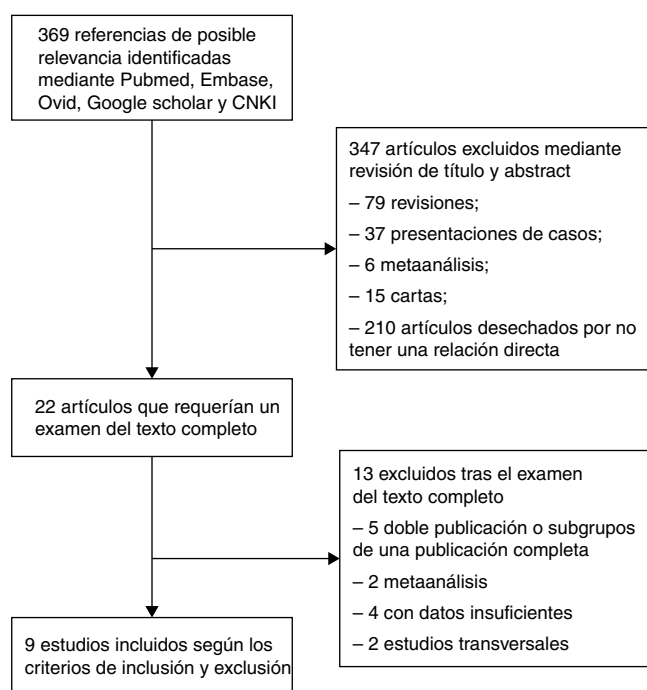 369 referencias de posible
relevancia identificadas
mediante Pubmed, Embase,
Ovid, Google scholar y CNKI
347 artículos excluidos mediante
revisión de título y abstract
– 79 revisiones;
– 37 presentaciones de casos;
– 6 metaanálisis;
– 15 cartas;
– 210 artículos desechados por no
tener una relación directa
22 artículos que requerían un
examen del texto completo
13 excluidos tras el examen
del texto completo
– 5 doble publicación o subgrupos
de una publicación completa
– 2 metaanálisis
– 4 con datos insuficientes
– 2 estudios transversales
9 estudios incluidos según los
criterios de inclusión y exclusión